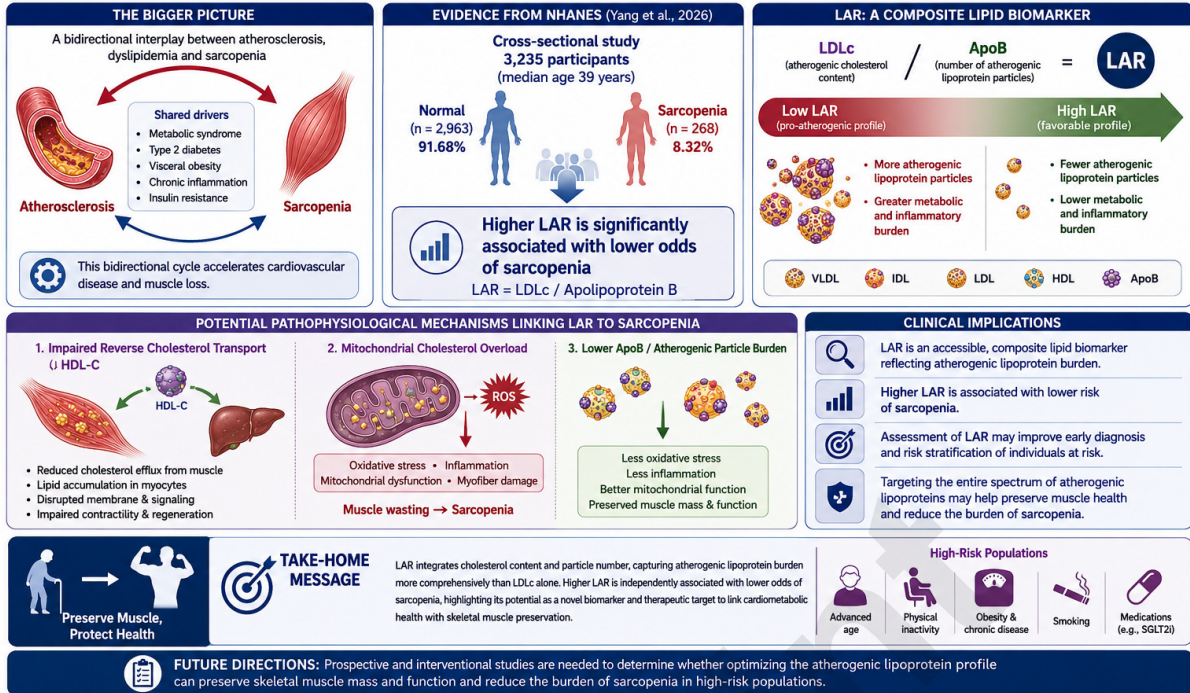 THE BIGGER PICTURE
A bidirectional interplay between atherosclerosis,
dyslipidemia and sarcopenia
Shared drivers
• Metabolic syndrome
• Type 2 diabetes
• Visceral obesity
• Chronic inflammation
• Insulin resistance
Atherosclerosis
Sarcopenia
This bidirectional cycle accelerates cardiovascular
disease and muscle loss.
EVIDENCE FROM NHANES (Yang et al., 2026)
Cross-sectional study
3,235 participants
(median age 39 years)
Normal
(n = 2,963)
91.68%
Sarcopenia
(n = 268)
8.32%
Higher LAR is significantly
associated with lower odds
of sarcopenia
LAR = LDLc / Apolipoprotein B
LAR: A COMPOSITE LIPID BIOMARKER
LDLc
(atherogenic cholesterol
content)
/
ApoB
(number of atherogenic
lipoprotein particles)
=
LAR
Low LAR
(pro-atherogenic profile)
High LAR
(favorable profile)
• More atherogenic
lipoprotein particles
• Greater metabolic
and inflammatory
burden
• Fewer atherogenic
lipoprotein particles
• Lower metabolic
and inflammatory
burden
VLDL
IDL
LDL
HDL
ApoB
POTENTIAL PATHOPHYSIOLOGICAL MECHANISMS LINKING LAR TO SARCOPENIA
1. Impaired Reverse Cholesterol Transport
(↓ HDL-C)
HDL-C
• Reduced cholesterol efflux from muscle
• Lipid accumulation in myocytes
• Disrupted membrane & signaling
• Impaired contractility & regeneration
2. Mitochondrial Cholesterol Overload
ROS
Oxidative stress • Inflammation
Mitochondrial dysfunction • Myofiber damage
Muscle wasting → Sarcopenia
3. Lower ApoB / Atherogenic Particle Burden
Less oxidative stress
Less inflammation
Better mitochondrial function
Preserved muscle mass & function
CLINICAL IMPLICATIONS
LAR is an accessible, composite lipid biomarker
reflecting atherogenic lipoprotein burden.
Higher LAR is associated with lower risk
of sarcopenia.
Assessment of LAR may improve early diagnosis
and risk stratification of individuals at risk.
Targeting the entire spectrum of atherogenic
lipoproteins may help preserve muscle health
and reduce the burden of sarcopenia.
Preserve Muscle,
Protect Health
TAKE-HOME
MESSAGE
LAR integrates cholesterol content and particle number, capturing atherogenic lipoprotein burden
more comprehensively than LDLc alone. Higher LAR is independently associated with lower odds of
sarcopenia, highlighting its potential as a novel biomarker and therapeutic target to link cardiometabolic
health with skeletal muscle preservation.
High-Risk Populations
Advanced
age
Physical
inactivity
Obesity &
chronic disease
Smoking
Medications
(e.g., SGLT2i)
FUTURE DIRECTIONS: Prospective and interventional studies are needed to determine whether optimizing the atherogenic lipoprotein profile
can preserve skeletal muscle mass and function and reduce the burden of sarcopenia in high-risk populations.